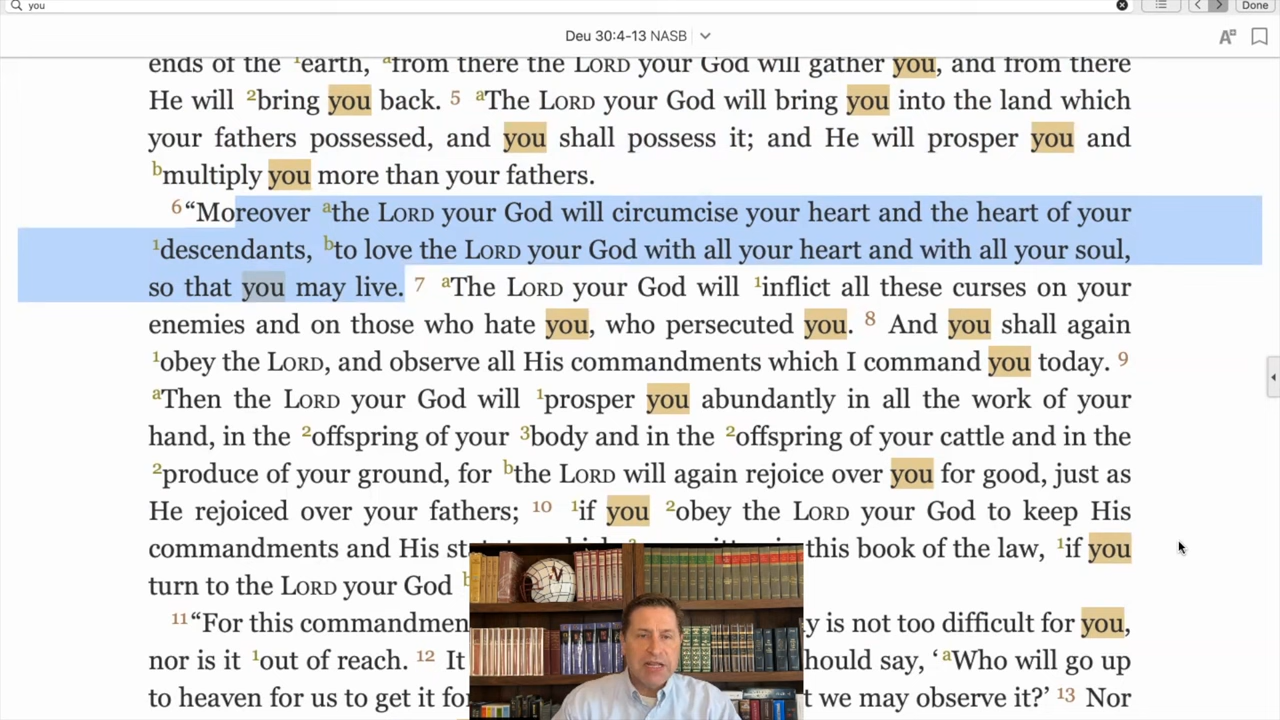 you
Done
Deu 30:4-13 NASB
ends of the 1earth, afrom there the LORD your God will gather you, and from there
He will 2bring you back. 5 aThe LORD your God will bring you into the land which
your fathers possessed, and you shall possess it; and He will prosper you and
bmultiply you more than your fathers.
6 “Moreover athe LORD your God will circumcise your heart and the heart of your
1descendants, bto love the LORD your God with all your heart and with all your soul,
so that you may live. 7 aThe LORD your God will 1inflict all these curses on your
enemies and on those who hate you, who persecuted you. 8 And you shall again
1obey the LORD, and observe all His commandments which I command you today. 9
aThen the LORD your God will 1prosper you abundantly in all the work of your
hand, in the 2offspring of your 3body and in the 2offspring of your cattle and in the
2produce of your ground, for bthe LORD will again rejoice over you for good, just as
He rejoiced over your fathers; 10 1if you 2obey the LORD your God to keep His
commandments and His this book of the law, 1if you
turn to the LORD your God b
11 “For this is not too difficult for you,
nor is it 1out of reach. 12 It say, ‘aWho will go up
to heaven for us to get it we may observe it?’ 13 Nor